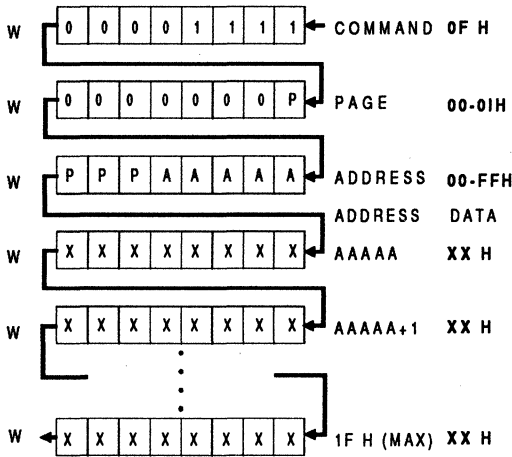 W 0 0 0 0 1 1 1 1 COMMAND 0F H
W 0 0 0 0 0 0 0 P PAGE 00-01H
W P P P A A A A A ADDRESS 00-FFH
ADDRESS DATA
W X X X X X X X X AAAAA XX H
W X X X X X X X X AAAAA+1 XX H
W X X X X X X X X 1F H (MAX) XX H